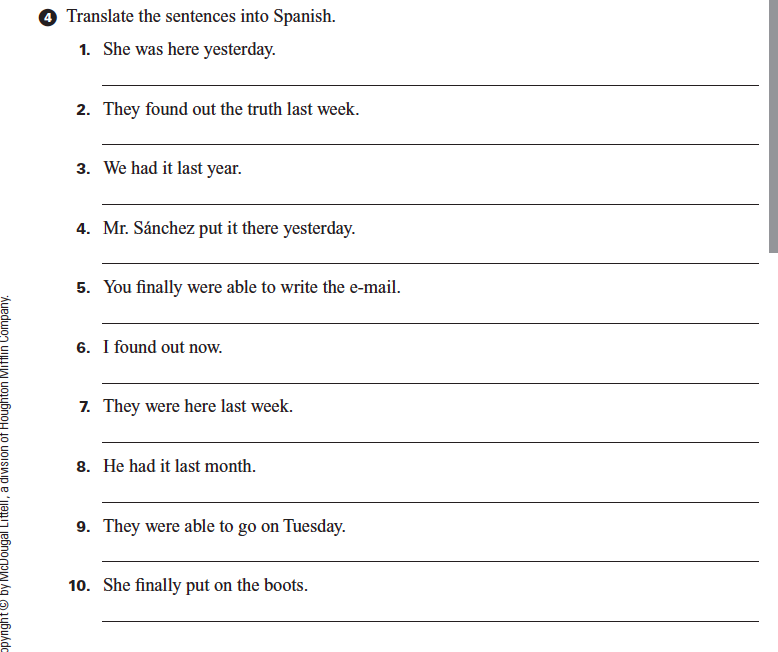 4 Translate the sentences into Spanish.
1. She was here yesterday.
2. They found out the truth last week.
3. We had it last year.
4. Mr. Sánchez put it there yesterday.
5. You finally were able to write the e-mail.
6. I found out now.
7. They were here last week.
8. He had it last month.
9. They were able to go on Tuesday.
10. She finally put on the boots.
opyright © by McDougal Littell, a division of Houghton Mifflin Company.